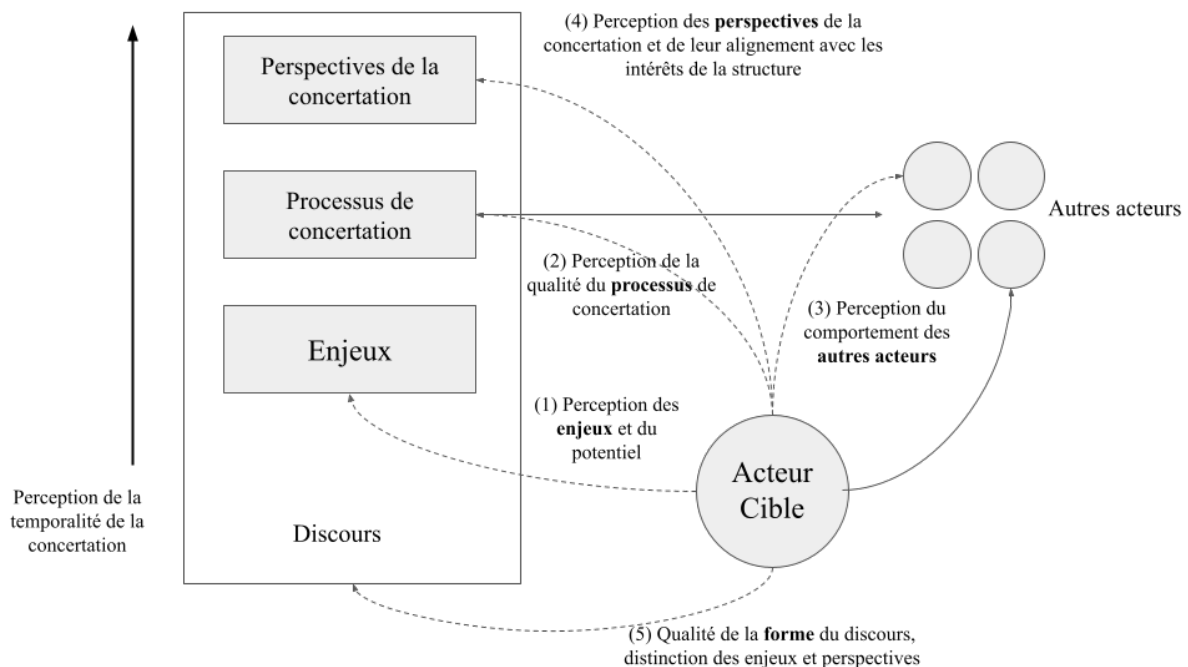 (4) Perception des perspectives de la
concertation et de leur alignement avec les
intérêts de la structure
Perspectives de la
concertation
Processus de
concertation
Autres acteurs
(2) Perception de la
qualité du processus de
concertation
(3) Perception du
comportement des
autres acteurs
Enjeux
(1) Perception des
enjeux et du
potentiel
Acteur
Cible
Perception de la
temporalité de la
concertation
Discours
(5) Qualité de la forme du discours,
distinction des enjeux et perspectives